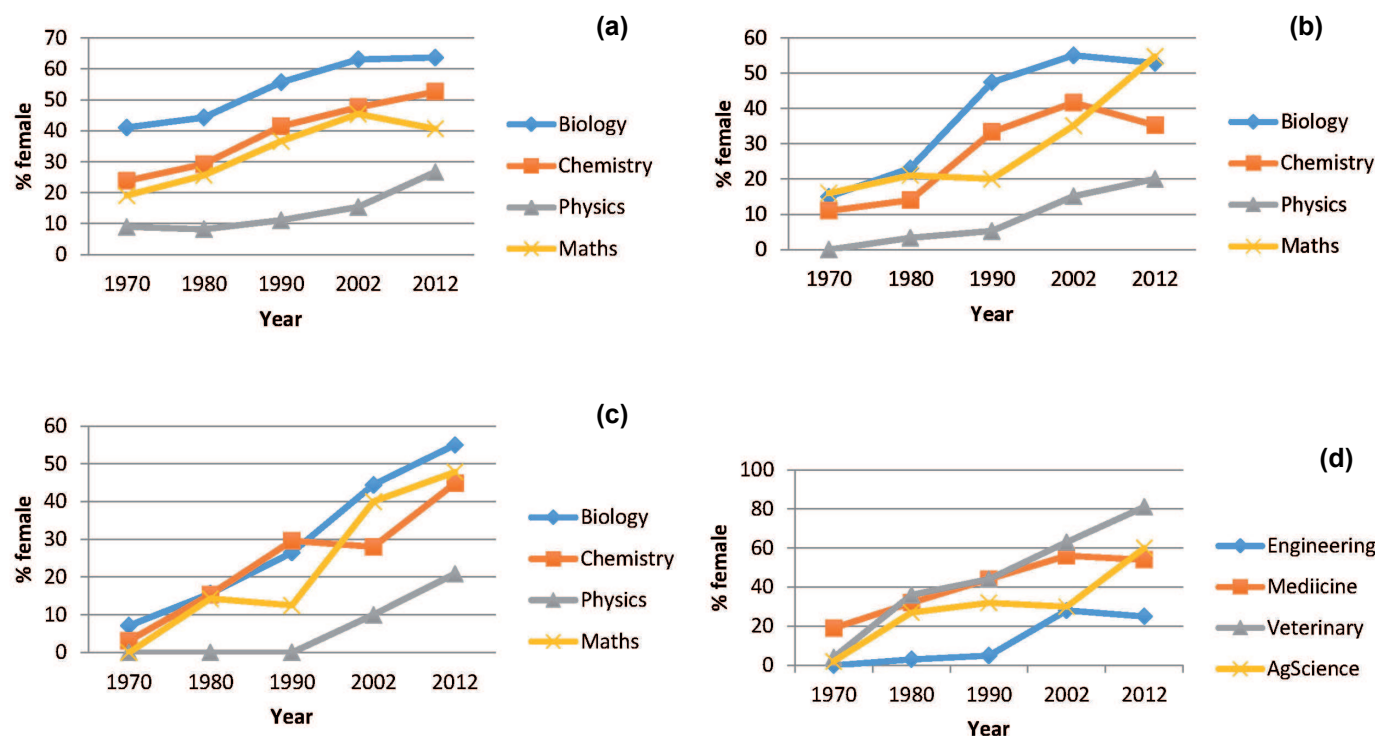 (a)
70
60
50
40
30
20
10
0
% female
1970 1980 1990 2002 2012
Year
Biology
Chemistry
Physics
Maths
(b)
60
50
40
30
20
10
0
% female
1970 1980 1990 2002 2012
Year
Biology
Chemistry
Physics
Maths
(c)
60
50
40
30
20
10
0
% female
1970 1980 1990 2002 2012
Year
Biology
Chemistry
Physics
Maths
(d)
100
80
60
40
20
0
% female
1970 1980 1990 2002 2012
Year
Engineering
Mediicine
Veterinary
AgScience